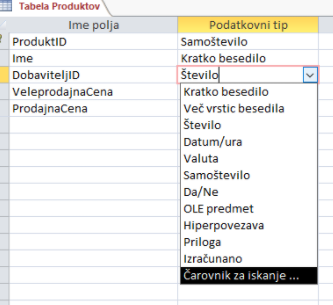 Tabela Produktov
Ime polja Podatkovni tip
ProduktID Samoštevilo
Ime Kratko besedilo
DobaviteljID Število
VeleprodajnaCena Kratko besedilo
ProdajnaCena Več vrstic besedila
Število
Datum/ura
Valuta
Samoštevilo
Da/Ne
OLE predmet
Hiperpovezava
Priloga
Izračunano
Čarovnik za iskanje ...